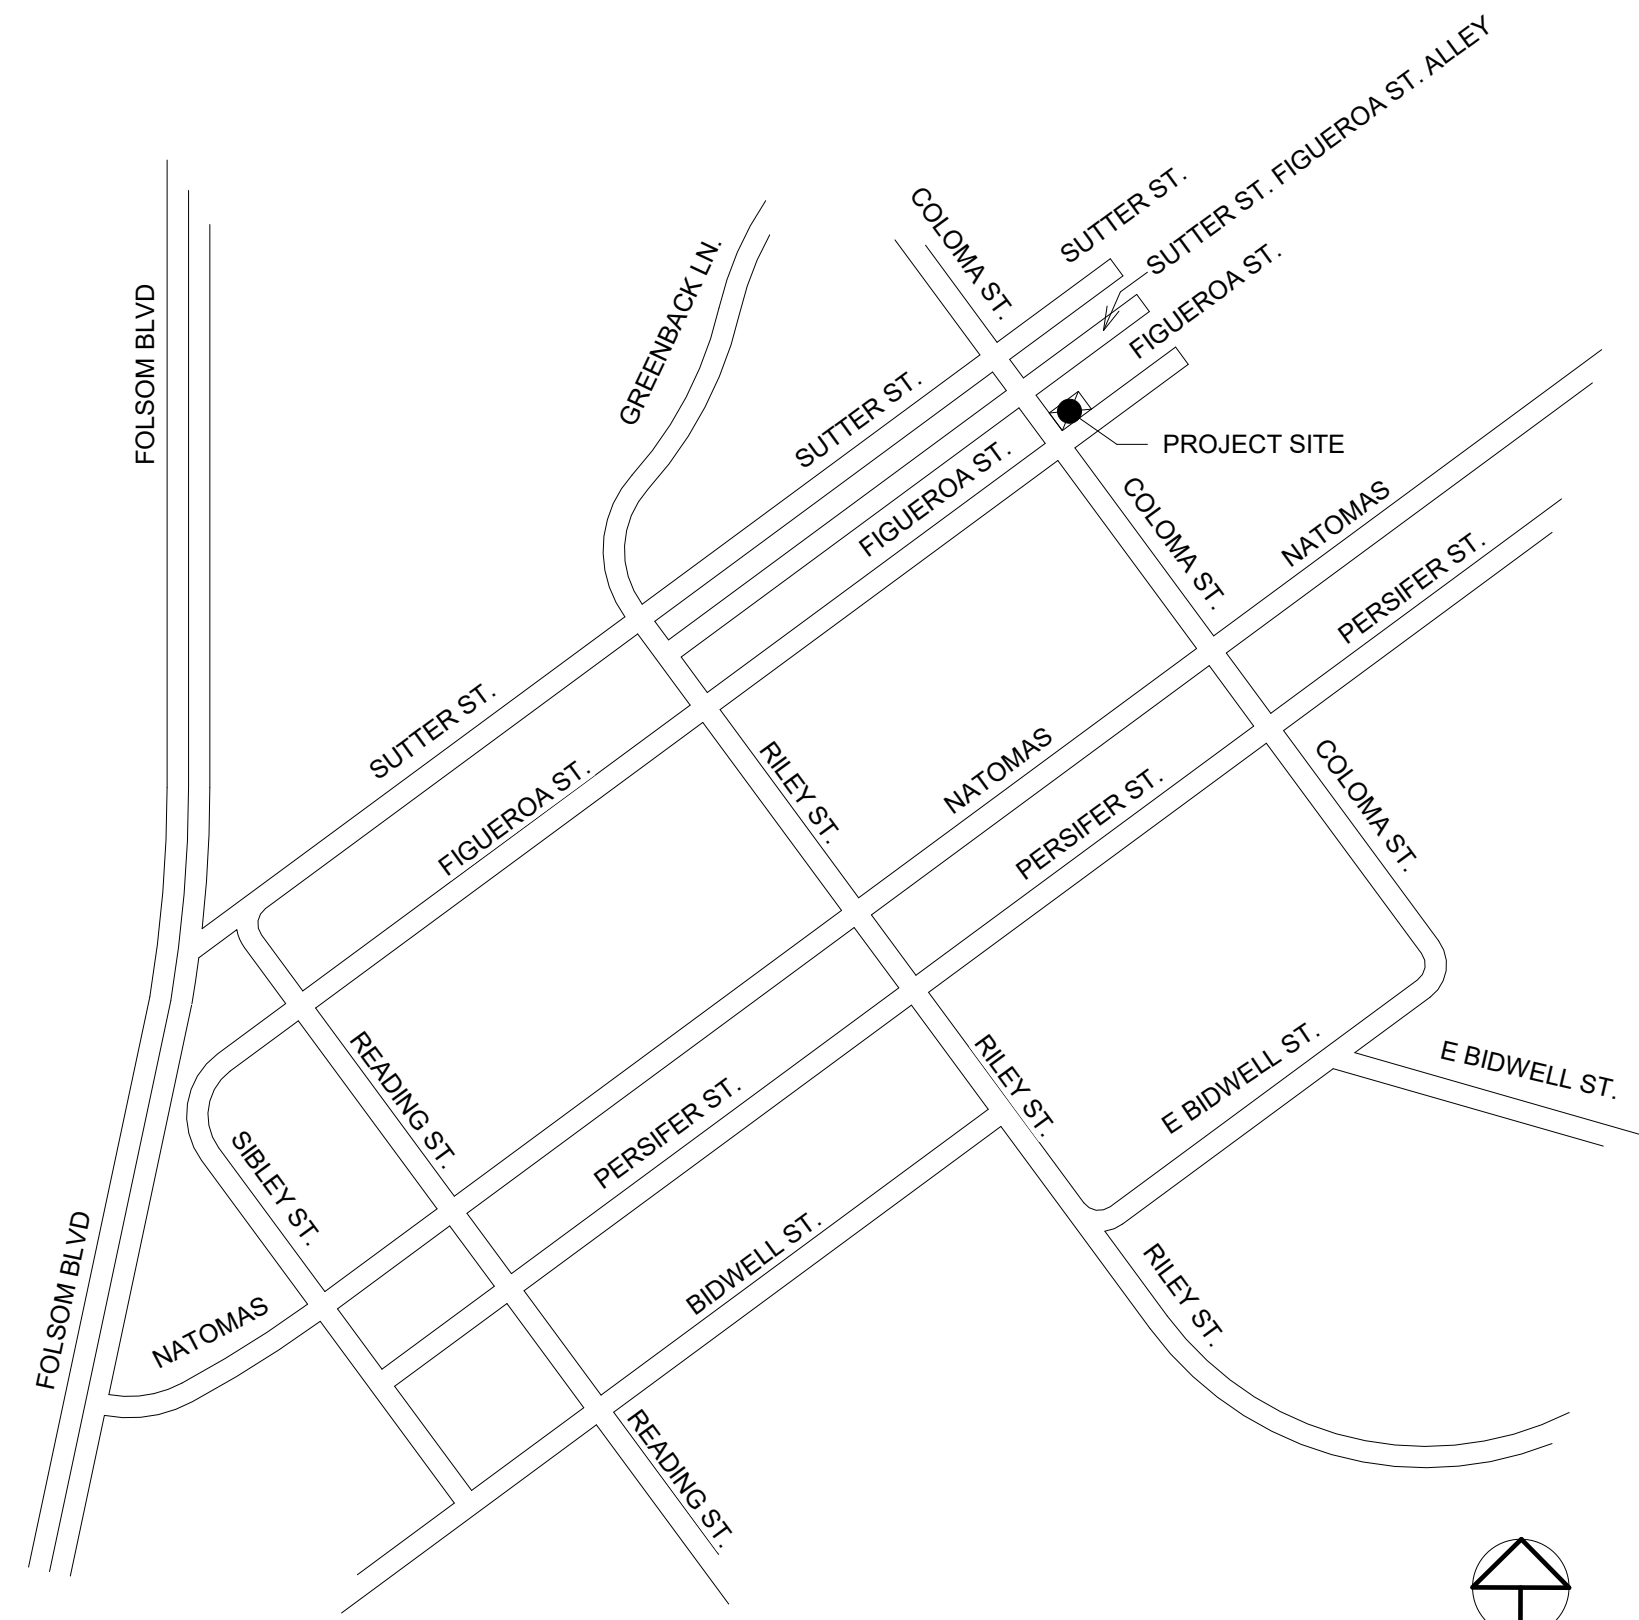 SUTTER ST. FIGUEROA ST. ALLEY
SUTTER ST.
COLOMA ST.
FIGUEROA ST.
GREENBACK LN.
FOLSOM BLVD
SUTTER ST.
PROJECT SITE
FIGUEROA ST.
COLOMA ST.
NATOMAS
PERSIFER ST.
SUTTER ST.
RILEY ST.
NATOMAS
FIGUEROA ST.
PERSIFER ST.
COLOMA ST.
READING ST.
RILEY ST.
E BIDWELL ST.
E BIDWELL ST.
PERSIFER ST.
SIBLEY ST.
BIDWELL ST.
FOLSOM BLVD
NATOMAS
RILEY ST.
READING ST.